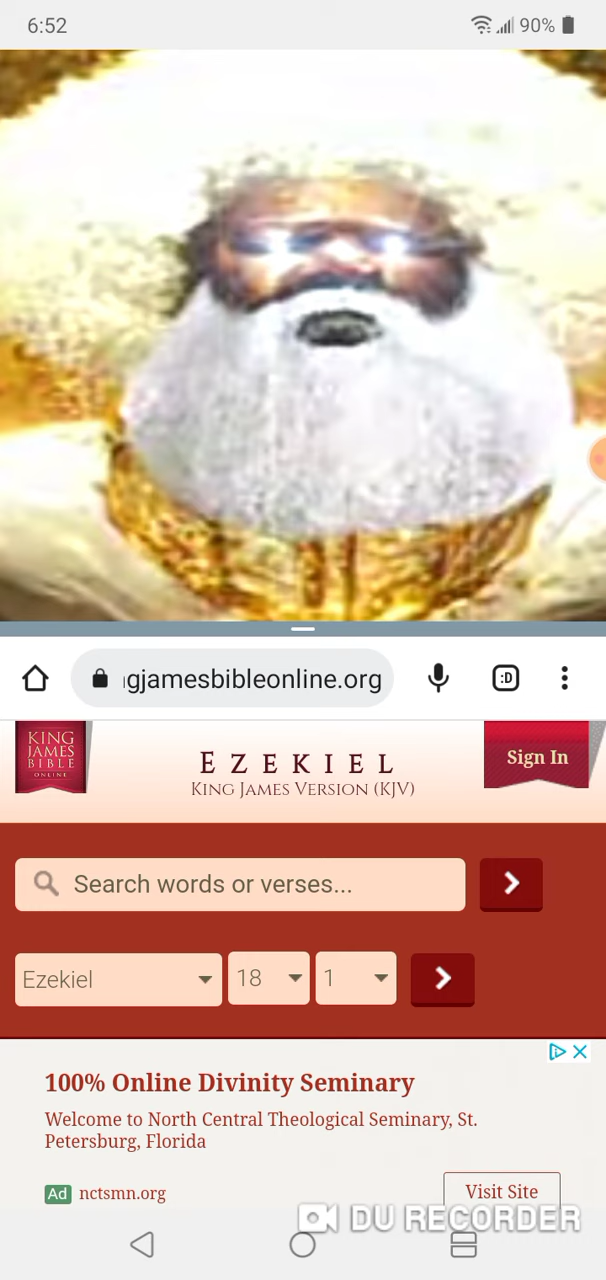 6:52
90%
ngjamesbibleonline.org
:D
KING
JAMES
BIBLE
ONLINE
EZEKIEL
KING JAMES VERSION (KJV)
Sign In
Search words or verses...
Ezekiel
18
1
100% Online Divinity Seminary
Welcome to North Central Theological Seminary, St.
Petersburg, Florida
Ad nctsmn.org
Visit Site
DU RECORDER